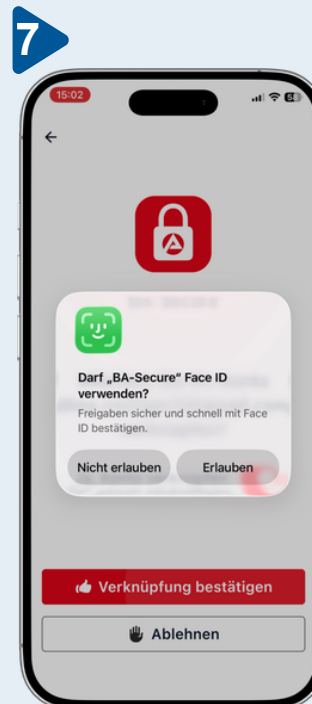 7
15:02
58
Darf „BA-Secure“ Face ID
verwenden?
Freigaben sicher und schnell mit Face
ID bestätigen.
Nicht erlauben Erlauben
Verknüpfung bestätigen
Ablehnen